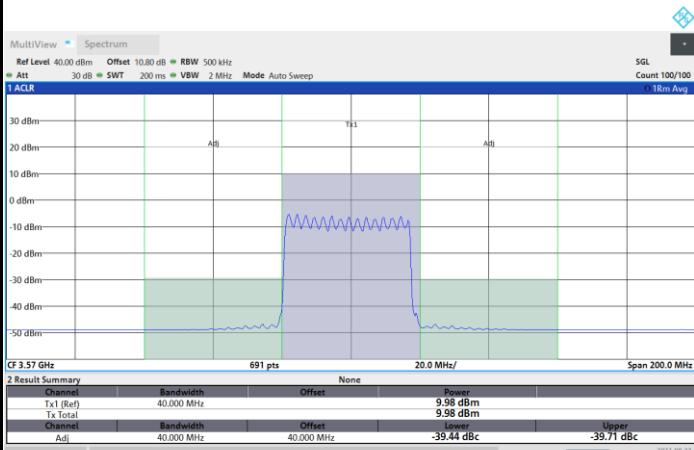 MultiView Spectrum
Ref Level 40.00 dBm Offset 10.80 dB RBW 500 kHz SGL
Att 30 dB SWT 200 ms VBW 2 MHz Mode Auto Sweep Count 100/100
1 ACLR 1Rm Avg
30 dBm
Tx1
20 dBm Adj Adj
10 dBm
0 dBm
-10 dBm
-20 dBm
-30 dBm
-40 dBm
-50 dBm
CF 3.57 GHz 691 pts 20.0 MHz/ Span 200.0 MHz
2 Result Summary None
Channel Bandwidth Offset Power
Tx1 (Ref) 40.000 MHz 9.98 dBm
Tx Total 9.98 dBm
Channel Bandwidth Offset Lower Upper
Adj 40.000 MHz 40.000 MHz -39.44 dBc -39.71 dBc